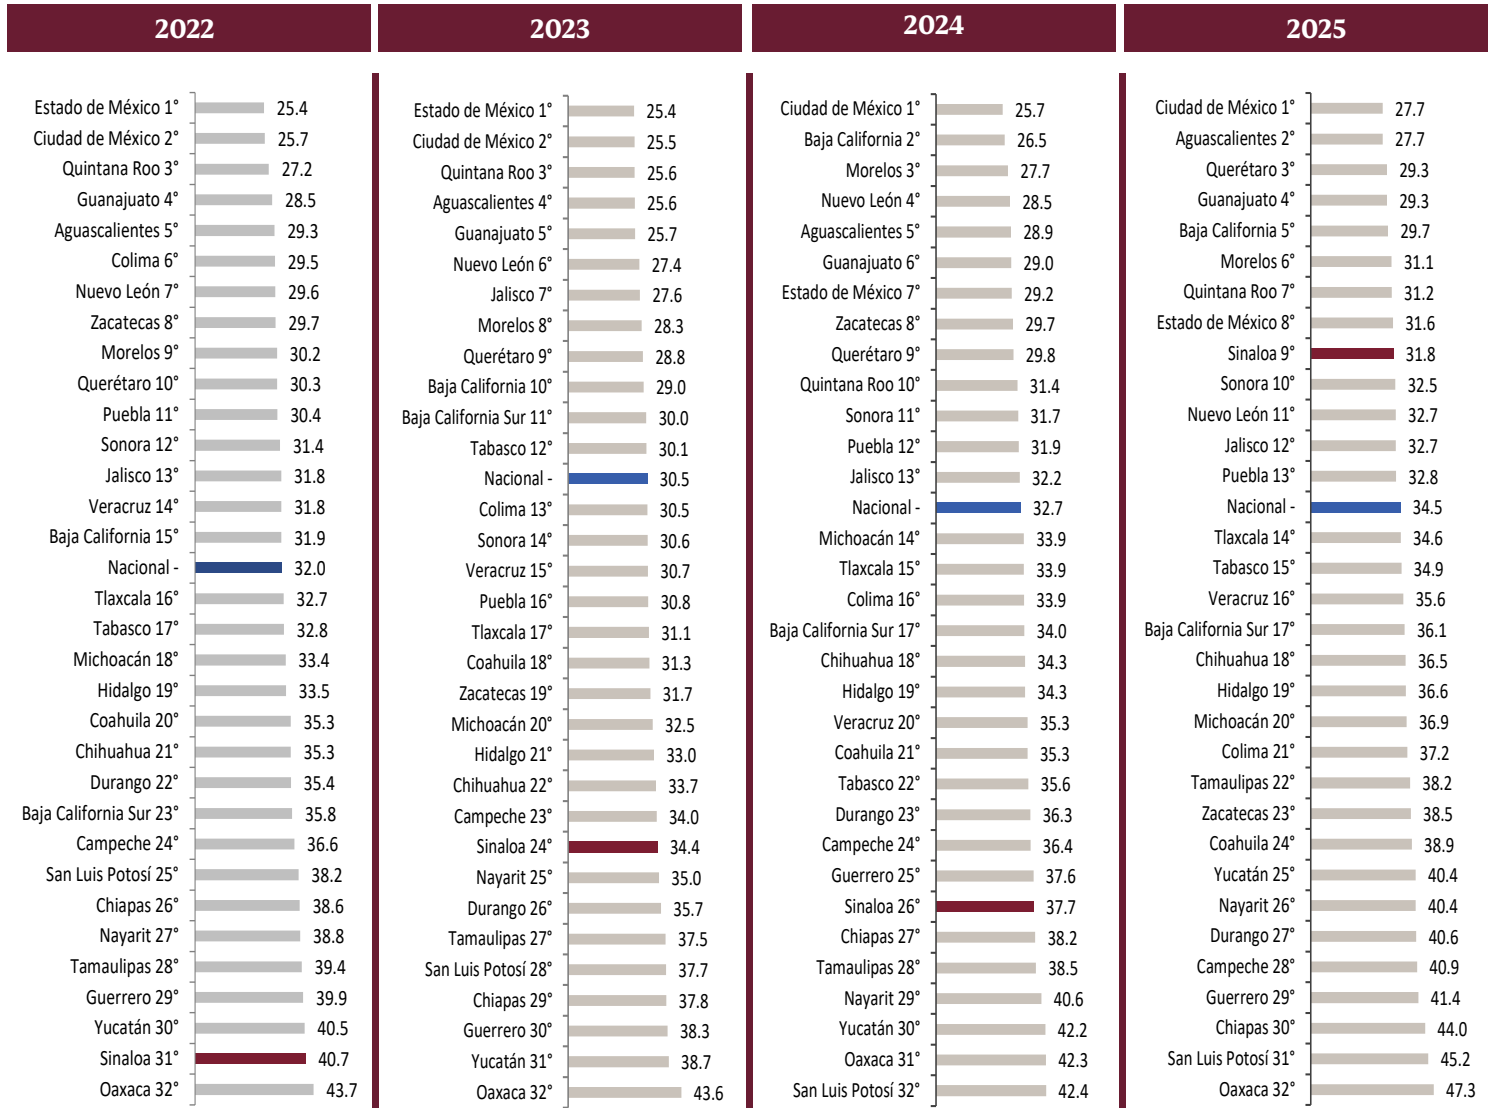 2022
Estado de México 1° 25.4
Ciudad de México 2° 25.7
Quintana Roo 3° 27.2
Guanajuato 4° 28.5
Aguascalientes 5° 29.3
Colima 6° 29.5
Nuevo León 7° 29.6
Zacatecas 8° 29.7
Morelos 9° 30.2
Querétaro 10° 30.3
Puebla 11° 30.4
Sonora 12° 31.4
Jalisco 13° 31.8
Veracruz 14° 31.8
Baja California 15° 31.9
Nacional - 32.0
Tlaxcala 16° 32.7
Tabasco 17° 32.8
Michoacán 18° 33.4
Hidalgo 19° 33.5
Coahuila 20° 35.3
Chihuahua 21° 35.3
Durango 22° 35.4
Baja California Sur 23° 35.8
Campeche 24° 36.6
San Luis Potosí 25° 38.2
Chiapas 26° 38.6
Nayarit 27° 38.8
Tamaulipas 28° 39.4
Guerrero 29° 39.9
Yucatán 30° 40.5
Sinaloa 31° 40.7
Oaxaca 32° 43.7
2023
Estado de México 1° 25.4
Ciudad de México 2° 25.5
Quintana Roo 3° 25.6
Aguascalientes 4° 25.6
Guanajuato 5° 25.7
Nuevo León 6° 27.4
Jalisco 7° 27.6
Morelos 8° 28.3
Querétaro 9° 28.8
Baja California 10° 29.0
Baja California Sur 11° 30.0
Tabasco 12° 30.1
Nacional - 30.5
Colima 13° 30.5
Sonora 14° 30.6
Veracruz 15° 30.7
Puebla 16° 30.8
Tlaxcala 17° 31.1
Coahuila 18° 31.3
Zacatecas 19° 31.7
Michoacán 20° 32.5
Hidalgo 21° 33.0
Chihuahua 22° 33.7
Campeche 23° 34.0
Sinaloa 24° 34.4
Nayarit 25° 35.0
Durango 26° 35.7
Tamaulipas 27° 37.5
San Luis Potosí 28° 37.7
Chiapas 29° 37.8
Guerrero 30° 38.3
Yucatán 31° 38.7
Oaxaca 32° 43.6
2024
Ciudad de México 1° 25.7
Baja California 2° 26.5
Morelos 3° 27.7
Nuevo León 4° 28.5
Aguascalientes 5° 28.9
Guanajuato 6° 29.0
Estado de México 7° 29.2
Zacatecas 8° 29.7
Querétaro 9° 29.8
Quintana Roo 10° 31.4
Sonora 11° 31.7
Puebla 12° 31.9
Jalisco 13° 32.2
Nacional - 32.7
Michoacán 14° 33.9
Tlaxcala 15° 33.9
Colima 16° 33.9
Baja California Sur 17° 34.0
Chihuahua 18° 34.3
Hidalgo 19° 34.3
Veracruz 20° 35.3
Coahuila 21° 35.3
Tabasco 22° 35.6
Durango 23° 36.3
Campeche 24° 36.4
Guerrero 25° 37.6
Sinaloa 26° 37.7
Chiapas 27° 38.2
Tamaulipas 28° 38.5
Nayarit 29° 40.6
Yucatán 30° 42.2
Oaxaca 31° 42.3
San Luis Potosí 32° 42.4
2025
Ciudad de México 1° 27.7
Aguascalientes 2° 27.7
Querétaro 3° 29.3
Guanajuato 4° 29.3
Baja California 5° 29.7
Morelos 6° 31.1
Quintana Roo 7° 31.2
Estado de México 8° 31.6
Sinaloa 9° 31.8
Sonora 10° 32.5
Nuevo León 11° 32.7
Jalisco 12° 32.7
Puebla 13° 32.8
Nacional - 34.5
Tlaxcala 14° 34.6
Tabasco 15° 34.9
Veracruz 16° 35.6
Baja California Sur 17° 36.1
Chihuahua 18° 36.5
Hidalgo 19° 36.6
Michoacán 20° 36.9
Colima 21° 37.2
Tamaulipas 22° 38.2
Zacatecas 23° 38.5
Coahuila 24° 38.9
Yucatán 25° 40.4
Nayarit 26° 40.4
Durango 27° 40.6
Campeche 28° 40.9
Guerrero 29° 41.4
Chiapas 30° 44.0
San Luis Potosí 31° 45.2
Oaxaca 32° 47.3